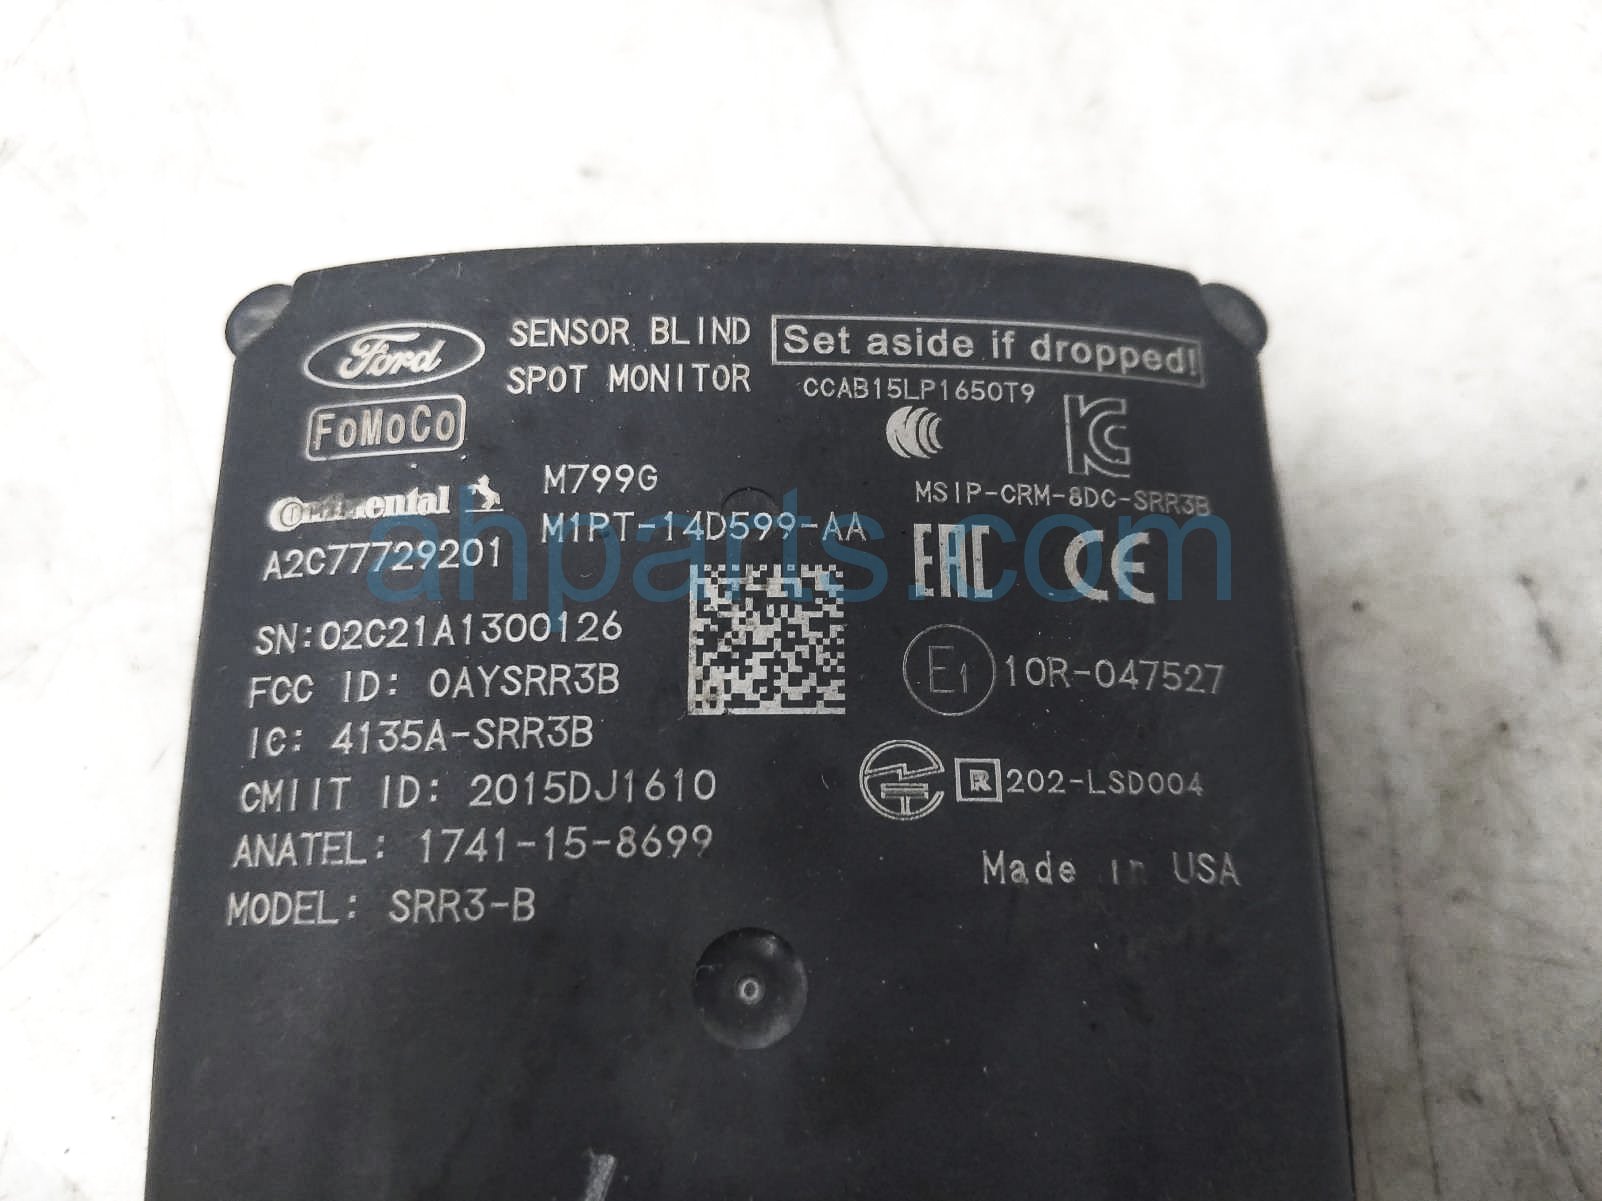 Ford
SENSOR BLIND
SPOT MONITOR
Set aside if dropped!
CCAB15LP1650T9
FoMoCo
Continental
A2C77729201
M799G
M1PT-14D599-AA
MSIP-CRM-8DC-SRR3B
EAC CE
SN:02C21A1300126
FCC ID: OAYSRR3B
IC: 4135A-SRR3B
CMIIT ID: 2015DJ1610
ANATEL: 1741-15-8699
MODEL: SRR3-B
E1 10R-047527
R 202-LSD004
Made in USA
ahparts.com